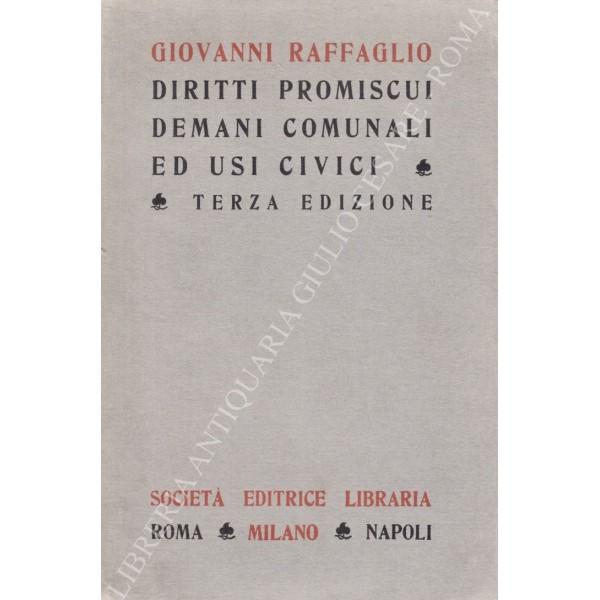 GIOVANNI RAFFAGLIO
DIRITTI PROMISCUI
DEMANI COMUNALI
ED USI CIVICI
TERZA EDIZIONE
SOCIETÀ EDITRICE LIBRARIA
ROMA MILANO NAPOLI
LIBRERIA ANTIQUARIA GIULIO CESARE ROMA